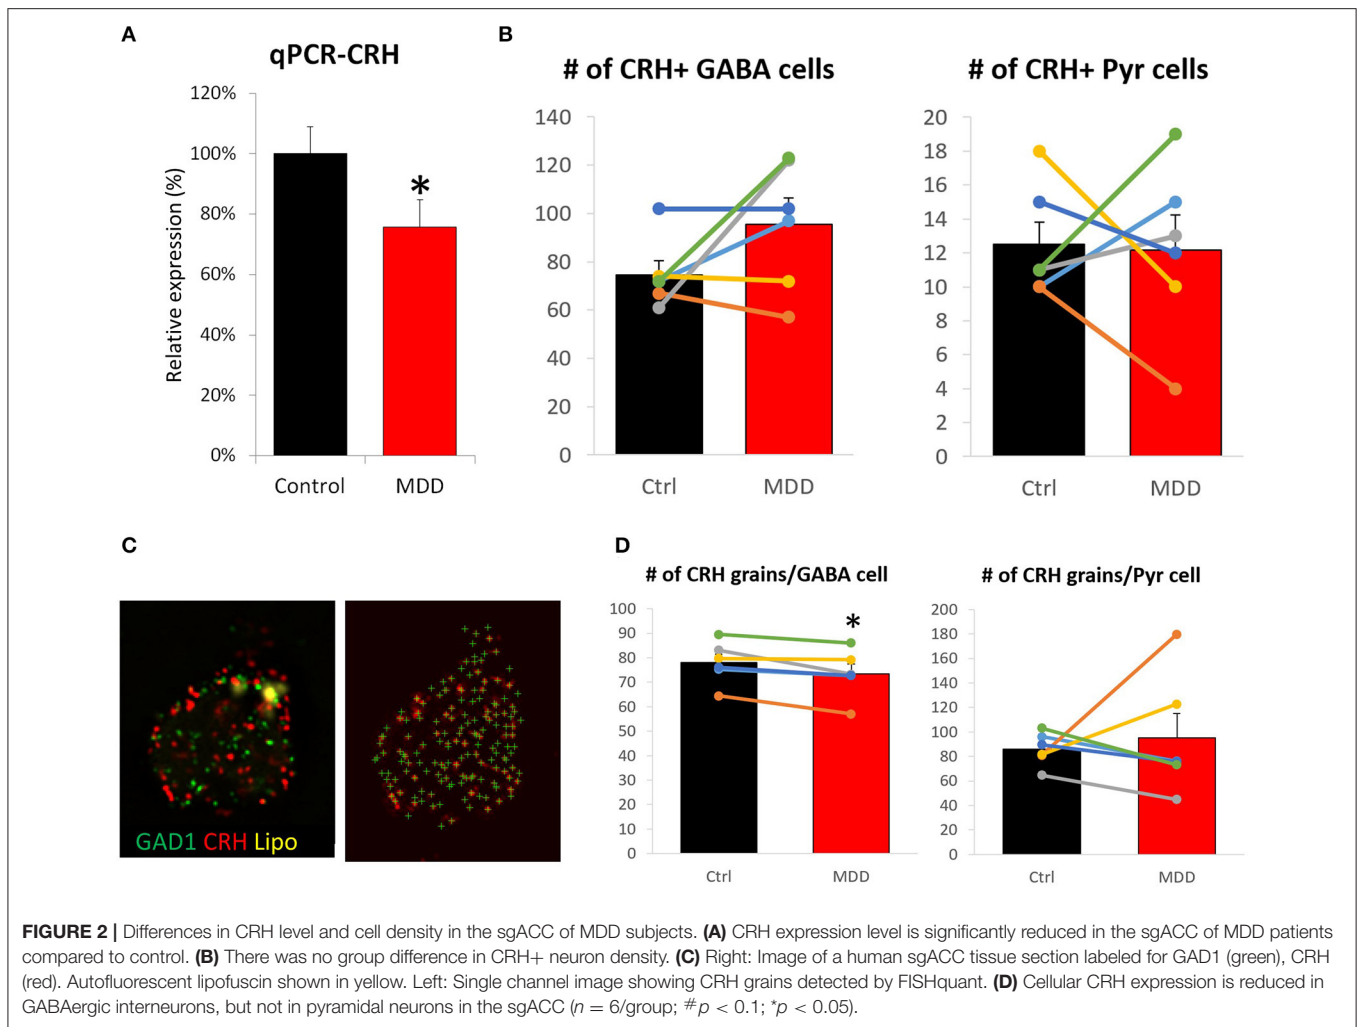 A
qPCR-CRH
120%
100%
80%
60%
40%
20%
0%
Relative expression (%)
*
Control MDD
B
# of CRH+ GABA cells
140
120
100
80
60
40
20
0
Ctrl MDD
# of CRH+ Pyr cells
20
18
16
14
12
10
8
6
4
2
0
Ctrl MDD
C
GAD1 CRH Lipo
D
# of CRH grains/GABA cell
100
90
80
70
60
50
40
30
20
10
0
*
Ctrl MDD
# of CRH grains/Pyr cell
200
180
160
140
120
100
80
60
40
20
0
Ctrl MDD
FIGURE 2 | Differences in CRH level and cell density in the sgACC of MDD subjects. (A) CRH expression level is significantly reduced in the sgACC of MDD patients
compared to control. (B) There was no group difference in CRH+ neuron density. (C) Right: Image of a human sgACC tissue section labeled for GAD1 (green), CRH
(red). Autofluorescent lipofuscin shown in yellow. Left: Single channel image showing CRH grains detected by FISHquant. (D) Cellular CRH expression is reduced in
GABAergic interneurons, but not in pyramidal neurons in the sgACC (n = 6/group; #p < 0.1; *p < 0.05).